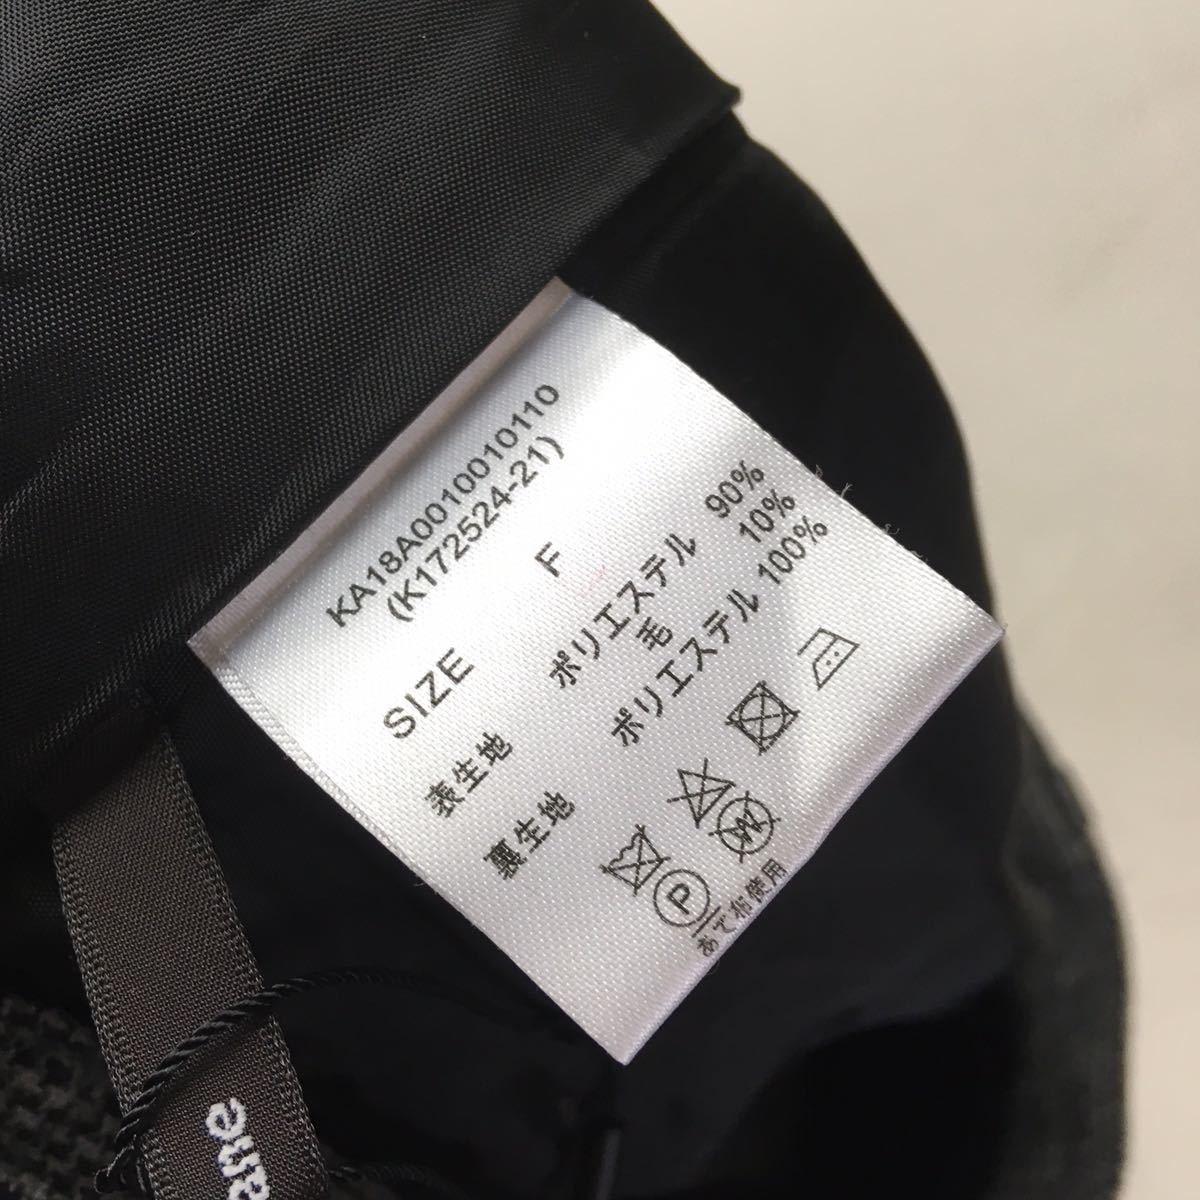 KA18A0010010110
(K172524-21)
SIZE F
表生地 ポリエステル 90%
毛 10%
裏生地 ポリエステル 100%
P
あて布使用
ane